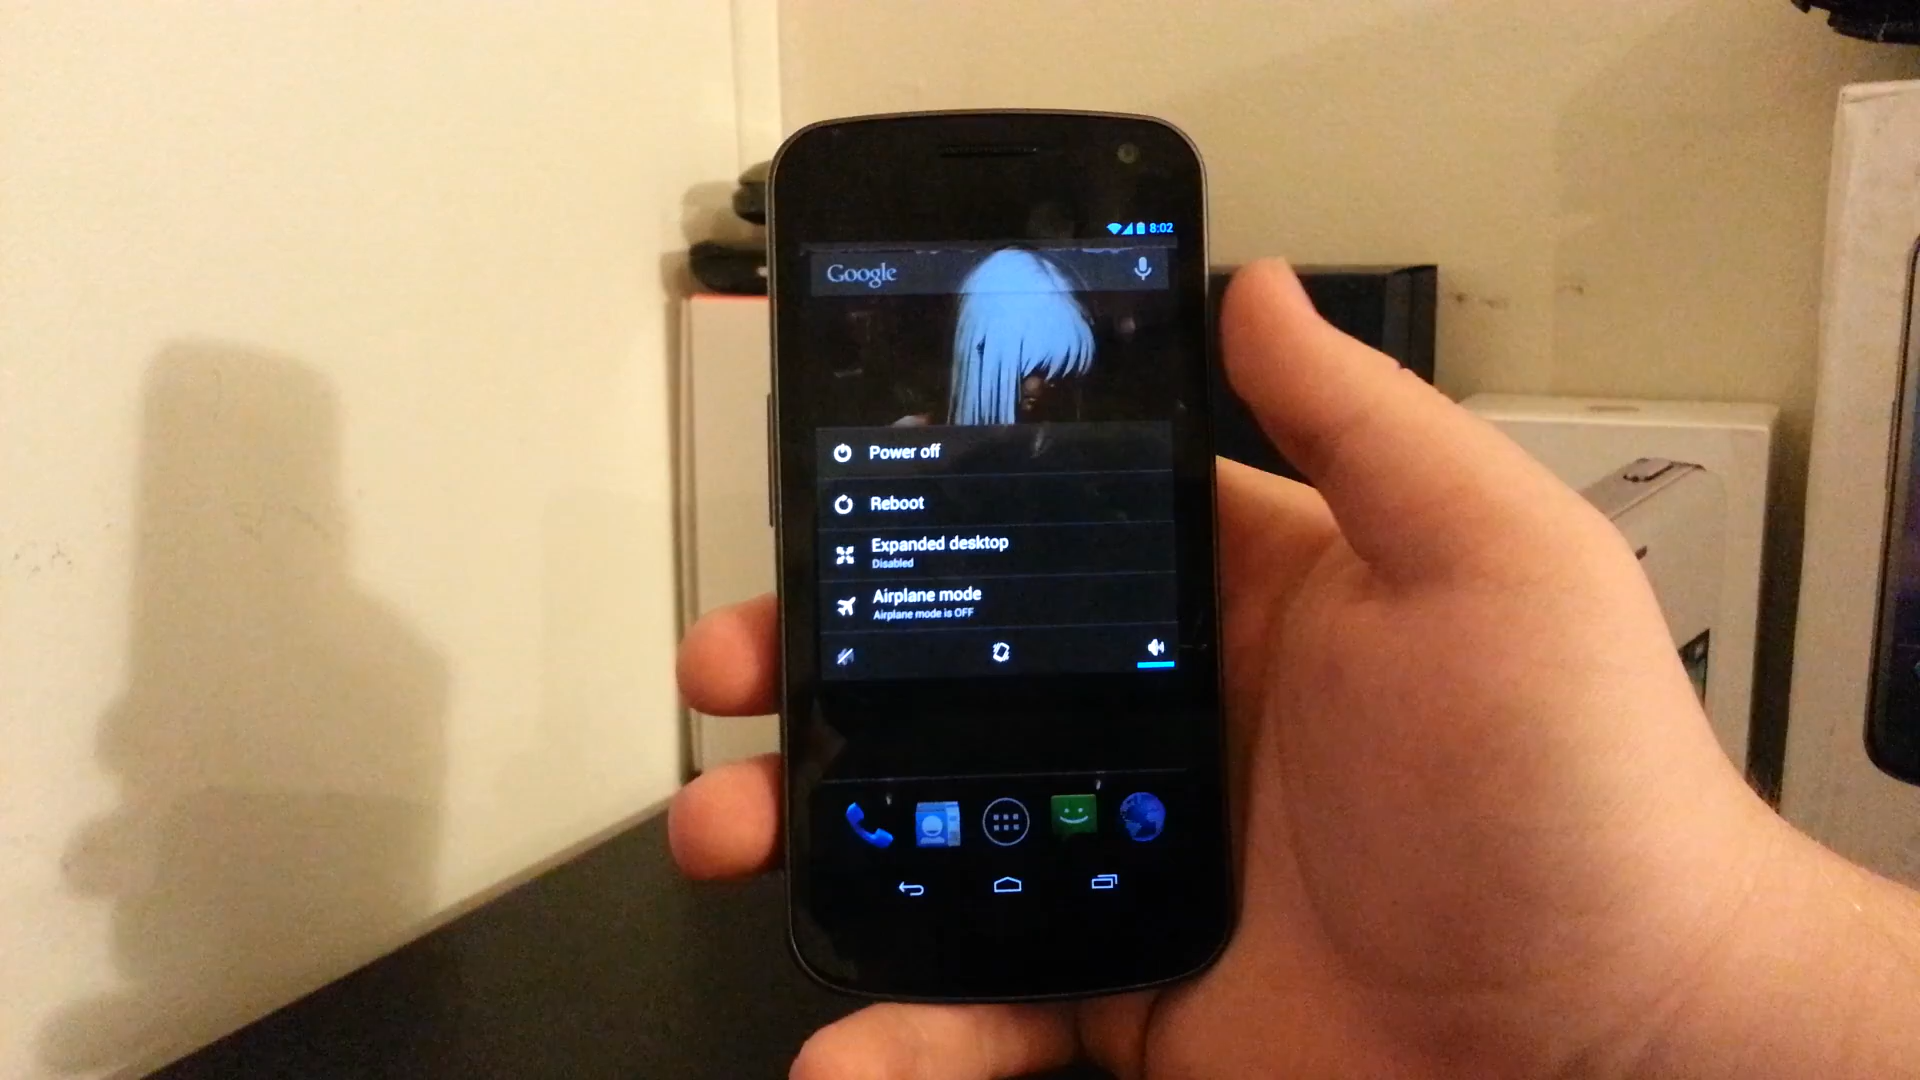 8:02
Google
Power off
Reboot
Expanded desktop
Disabled
Airplane mode
Airplane mode is OFF